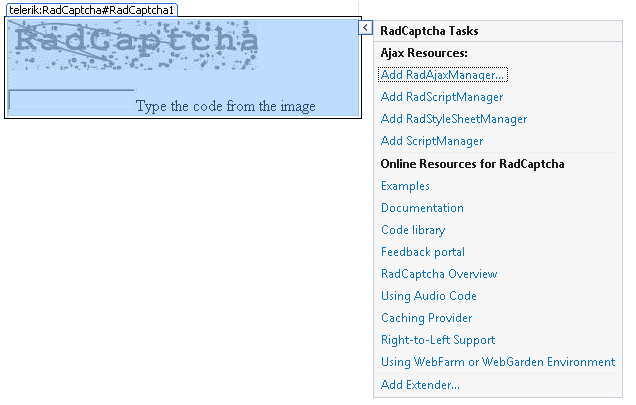 telerik:RadCaptcha#RadCaptcha1
RadCaptcha
Type the code from the image
RadCaptcha Tasks
Ajax Resources:
Add RadAjaxManager...
Add RadScriptManager
Add RadStyleSheetManager
Add ScriptManager
Online Resources for RadCaptcha
Examples
Documentation
Code library
Feedback portal
RadCaptcha Overview
Using Audio Code
Caching Provider
Right-to-Left Support
Using WebFarm or WebGarden Environment
Add Extender...